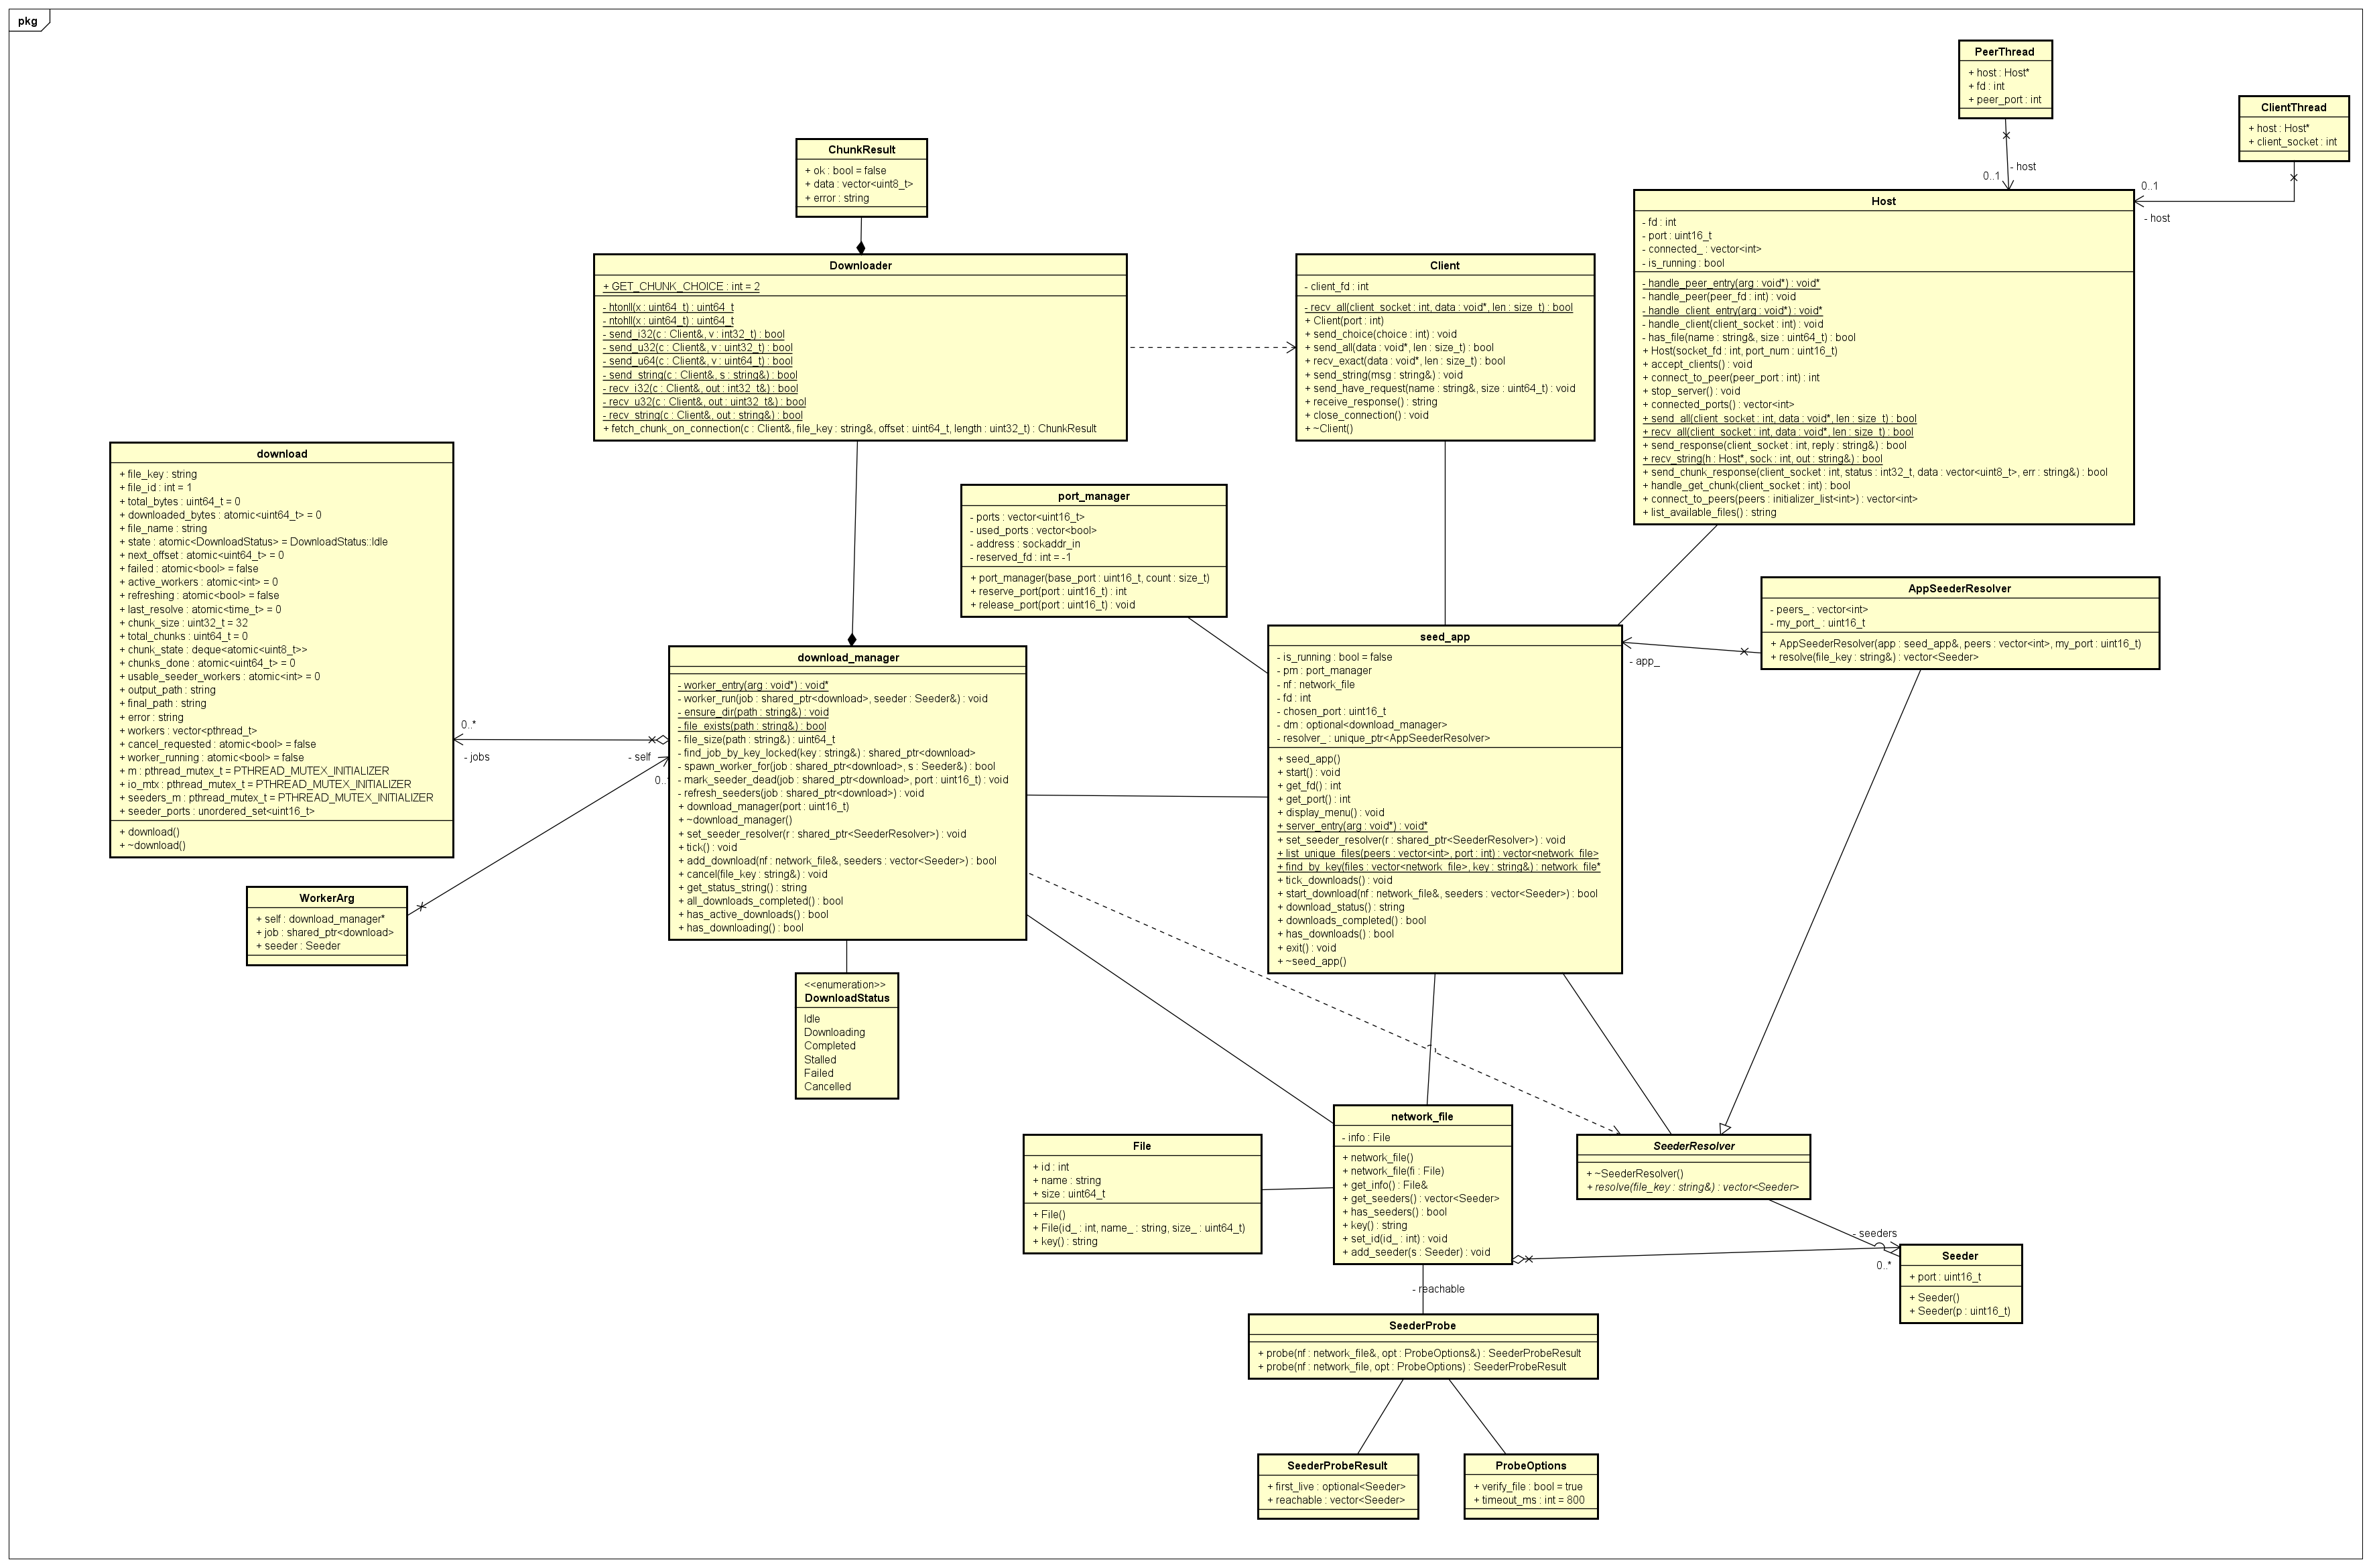 pkg
PeerThread
+ host : Host*
+ fd : int
+ peer_port : int
ClientThread
+ host : Host*
+ client_socket : int
- host
0..1
0..1
- host
ChunkResult
+ ok : bool = false
+ data : vector<uint8_t>
+ error : string
Host
- fd : int
- port : uint16_t
- connected_ : vector<int>
- is_running : bool
- handle_peer_entry(arg : void*) : void*
- handle_peer(peer_fd : int) : void
- handle_client_entry(arg : void*) : void*
- handle_client(client_socket : int) : void
- has_file(name : string&, size : uint64_t) : bool
+ Host(socket_fd : int, port_num : uint16_t)
+ accept_clients() : void
+ connect_to_peer(peer_port : int) : int
+ stop_server() : void
+ connected_ports() : vector<int>
+ send_all(client_socket : int, data : void*, len : size_t) : bool
+ recv_all(client_socket : int, data : void*, len : size_t) : bool
+ send_response(client_socket : int, reply : string&) : bool
+ recv_string(h : Host*, sock : int, out : string&) : bool
+ send_chunk_response(client_socket : int, status : int32_t, data : vector<uint8_t>, err : string&) : bool
+ handle_get_chunk(client_socket : int) : bool
+ connect_to_peers(peers : initializer_list<int>) : vector<int>
+ list_available_files() : string
Downloader
+ GET_CHUNK_CHOICE : int = 2
- htonll(x : uint64_t) : uint64_t
- ntohll(x : uint64_t) : uint64_t
- send_i32(c : Client&, v : int32_t) : bool
- send_u32(c : Client&, v : uint32_t) : bool
- send_u64(c : Client&, v : uint64_t) : bool
- send_string(c : Client&, s : string&) : bool
- recv_i32(c : Client&, out : int32_t&) : bool
- recv_u32(c : Client&, out : uint32_t&) : bool
- recv_string(c : Client&, out : string&) : bool
+ fetch_chunk_on_connection(c : Client&, file_key : string&, offset : uint64_t, length : uint32_t) : ChunkResult
Client
- client_fd : int
- recv_all(client_socket : int, data : void*, len : size_t) : bool
+ Client(port : int)
+ send_choice(choice : int) : void
+ send_all(data : void*, len : size_t) : bool
+ recv_exact(data : void*, len : size_t) : bool
+ send_string(msg : string&) : void
+ send_have_request(name : string&, size : uint64_t) : void
+ receive_response() : string
+ close_connection() : void
+ ~Client()
download
+ file_key : string
+ file_id : int = 1
+ total_bytes : uint64_t = 0
+ downloaded_bytes : atomic<uint64_t> = 0
+ file_name : string
+ state : atomic<DownloadStatus> = DownloadStatus::Idle
+ next_offset : atomic<uint64_t> = 0
+ failed : atomic<bool> = false
+ active_workers : atomic<int> = 0
+ refreshing : atomic<bool> = false
+ last_resolve : atomic<time_t> = 0
+ chunk_size : uint32_t = 32
+ total_chunks : uint64_t = 0
+ chunk_state : deque<atomic<uint8_t>>
+ chunks_done : atomic<uint64_t> = 0
+ usable_seeder_workers : atomic<int> = 0
+ output_path : string
+ final_path : string
+ error : string
+ workers : vector<pthread_t>
+ cancel_requested : atomic<bool> = false
+ worker_running : atomic<bool> = false
+ m : pthread_mutex_t = PTHREAD_MUTEX_INITIALIZER
+ io_mtx : pthread_mutex_t = PTHREAD_MUTEX_INITIALIZER
+ seeders_m : pthread_mutex_t = PTHREAD_MUTEX_INITIALIZER
+ seeder_ports : unordered_set<uint16_t>
+ download()
+ ~download()
port_manager
- ports : vector<uint16_t>
- used_ports : vector<bool>
- address : sockaddr_in
- reserved_fd : int = -1
+ port_manager(base_port : uint16_t, count : size_t)
+ reserve_port(port : uint16_t) : int
+ release_port(port : uint16_t) : void
AppSeederResolver
- peers_ : vector<int>
- my_port_ : uint16_t
+ AppSeederResolver(app : seed_app&, peers : vector<int>, my_port : uint16_t)
+ resolve(file_key : string&) : vector<Seeder>
- app_
seed_app
- is_running : bool = false
- pm : port_manager
- nf : network_file
- fd : int
- chosen_port : uint16_t
- dm : optional<download_manager>
- resolver_ : unique_ptr<AppSeederResolver>
+ seed_app()
+ start() : void
+ get_fd() : int
+ get_port() : int
+ display_menu() : void
+ server_entry(arg : void*) : void*
+ set_seeder_resolver(r : shared_ptr<SeederResolver>) : void
+ list_unique_files(peers : vector<int>, port : int) : vector<network_file>
+ find_by_key(files : vector<network_file>, key : string&) : network_file*
+ tick_downloads() : void
+ start_download(nf : network_file&, seeders : vector<Seeder>) : bool
+ download_status() : string
+ downloads_completed() : bool
+ has_downloads() : bool
+ exit() : void
+ ~seed_app()
download_manager
- worker_entry(arg : void*) : void*
- worker_run(job : shared_ptr<download>, seeder : Seeder&) : void
- ensure_dir(path : string&) : void
- file_exists(path : string&) : bool
- file_size(path : string&) : uint64_t
- find_job_by_key_locked(key : string&) : shared_ptr<download>
- spawn_worker_for(job : shared_ptr<download>, s : Seeder&) : bool
- mark_seeder_dead(job : shared_ptr<download>, port : uint16_t) : void
- refresh_seeders(job : shared_ptr<download>) : void
+ download_manager(port : uint16_t)
+ ~download_manager()
+ set_seeder_resolver(r : shared_ptr<SeederResolver>) : void
+ tick() : void
+ add_download(nf : network_file&, seeders : vector<Seeder>) : bool
+ cancel(file_key : string&) : void
+ get_status_string() : string
+ all_downloads_completed() : bool
+ has_active_downloads() : bool
+ has_downloading() : bool
0..*
- jobs
- self
0..
WorkerArg
+ self : download_manager*
+ job : shared_ptr<download>
+ seeder : Seeder
<<enumeration>>
DownloadStatus
Idle
Downloading
Completed
Stalled
Failed
Cancelled
network_file
- info : File
+ network_file()
+ network_file(fi : File)
+ get_info() : File&
+ get_seeders() : vector<Seeder>
+ has_seeders() : bool
+ key() : string
+ set_id(id_ : int) : void
+ add_seeder(s : Seeder) : void
File
+ id : int
+ name : string
+ size : uint64_t
+ File()
+ File(id_ : int, name_ : string, size_ : uint64_t)
+ key() : string
SeederResolver
+ ~SeederResolver()
+ resolve(file_key : string&) : vector<Seeder>
- seeders
0..*
Seeder
+ port : uint16_t
+ Seeder()
+ Seeder(p : uint16_t)
- reachable
SeederProbe
+ probe(nf : network_file&, opt : ProbeOptions&) : SeederProbeResult
+ probe(nf : network_file, opt : ProbeOptions) : SeederProbeResult
SeederProbeResult
+ first_live : optional<Seeder>
+ reachable : vector<Seeder>
ProbeOptions
+ verify_file : bool = true
+ timeout_ms : int = 800